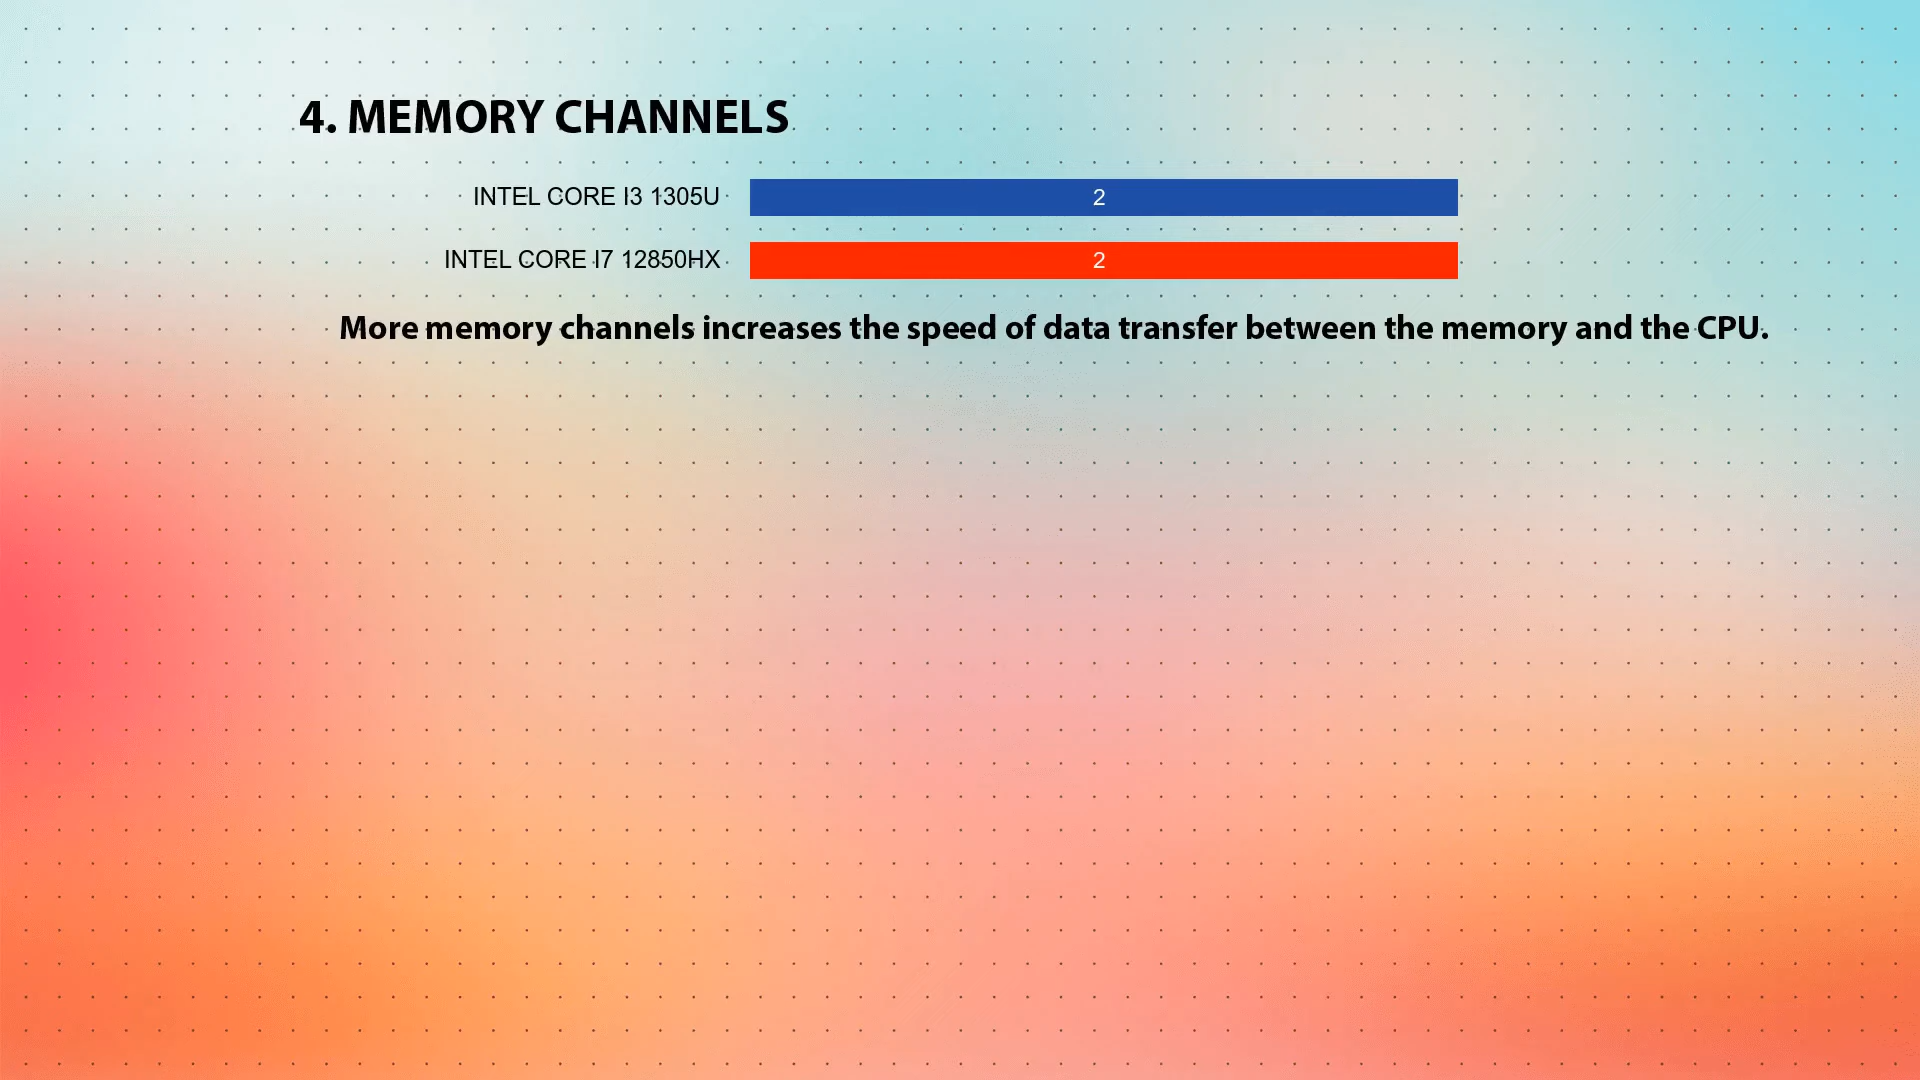 4. MEMORY CHANNELS
INTEL CORE I3 1305U 2
INTEL CORE I7 12850HX 2
More memory channels increases the speed of data transfer between the memory and the CPU.